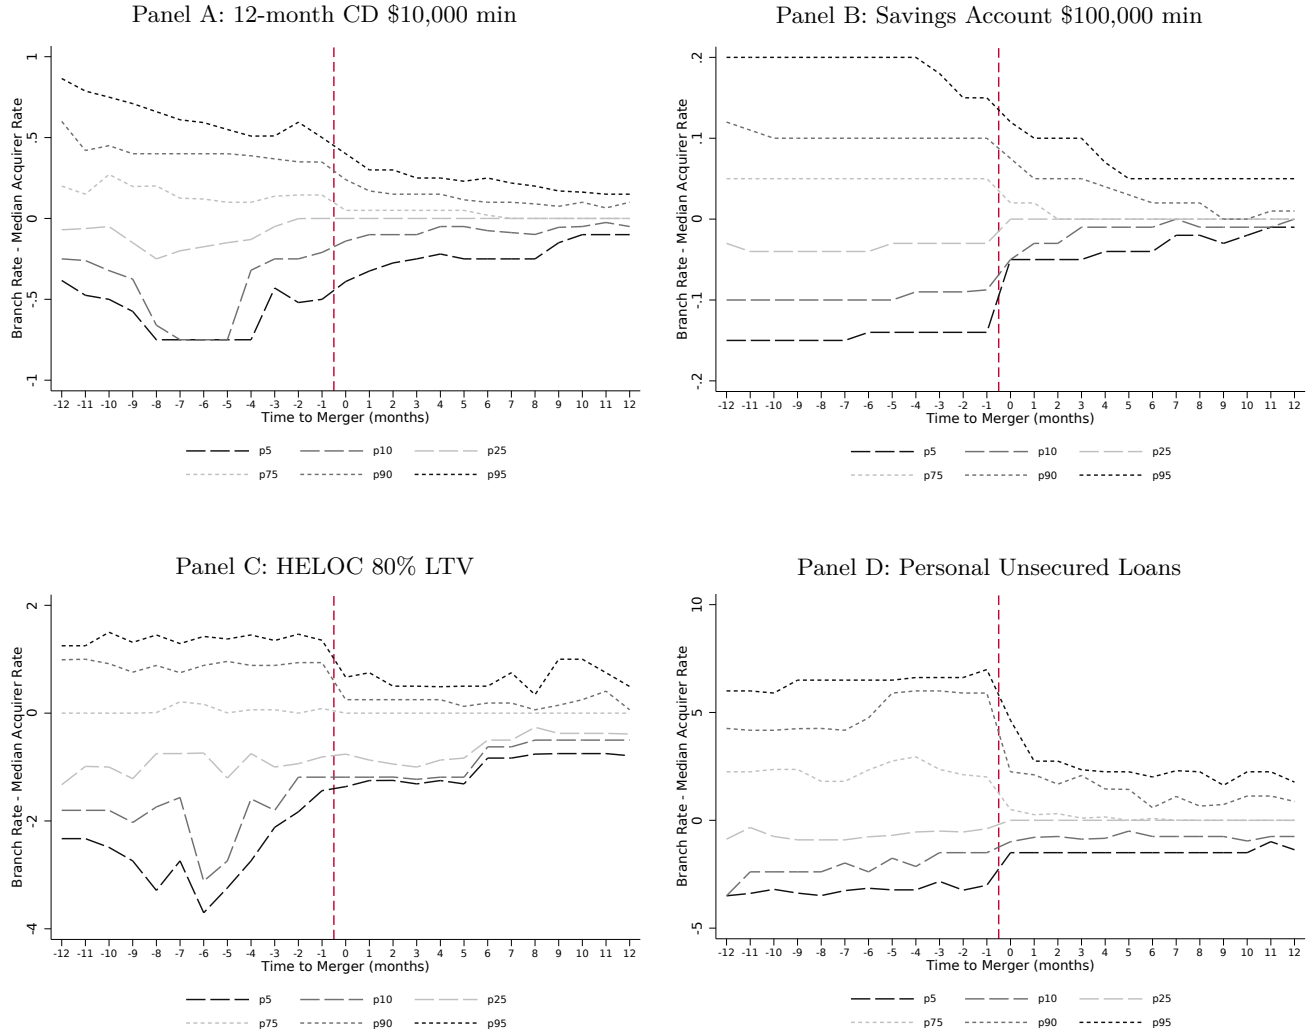 Panel A: 12-month CD $10,000 min
Branch Rate - Median Acquirer Rate
1
.5
0
-.5
-1
-12 -11 -10 -9 -8 -7 -6 -5 -4 -3 -2 -1 0 1 2 3 4 5 6 7 8 9 10 11 12
Time to Merger (months)
p5 p10 p25
p75 p90 p95
Panel B: Savings Account $100,000 min
Branch Rate - Median Acquirer Rate
.2
.1
0
-.1
-.2
-12 -11 -10 -9 -8 -7 -6 -5 -4 -3 -2 -1 0 1 2 3 4 5 6 7 8 9 10 11 12
Time to Merger (months)
p5 p10 p25
p75 p90 p95
Panel C: HELOC 80% LTV
Branch Rate - Median Acquirer Rate
2
0
-2
-4
-12 -11 -10 -9 -8 -7 -6 -5 -4 -3 -2 -1 0 1 2 3 4 5 6 7 8 9 10 11 12
Time to Merger (months)
p5 p10 p25
p75 p90 p95
Panel D: Personal Unsecured Loans
Branch Rate - Median Acquirer Rate
10
5
0
-5
-12 -11 -10 -9 -8 -7 -6 -5 -4 -3 -2 -1 0 1 2 3 4 5 6 7 8 9 10 11 12
Time to Merger (months)
p5 p10 p25
p75 p90 p95